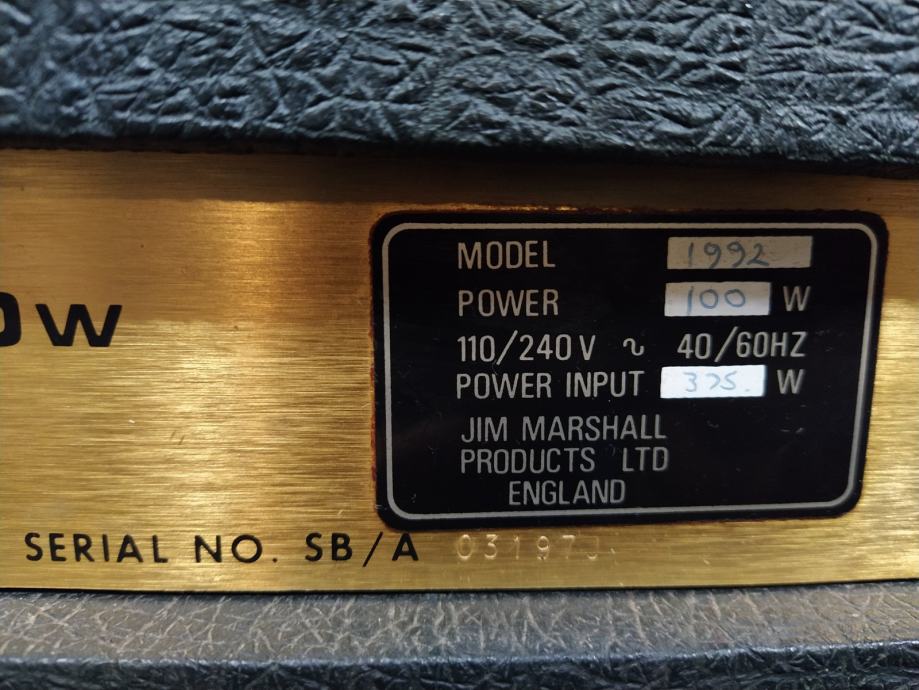 MODEL 1992
POWER 100 W
110/240V ~ 40/60HZ
POWER INPUT 375. W
JIM MARSHALL
PRODUCTS LTD
ENGLAND
W
SERIAL NO. SB/A